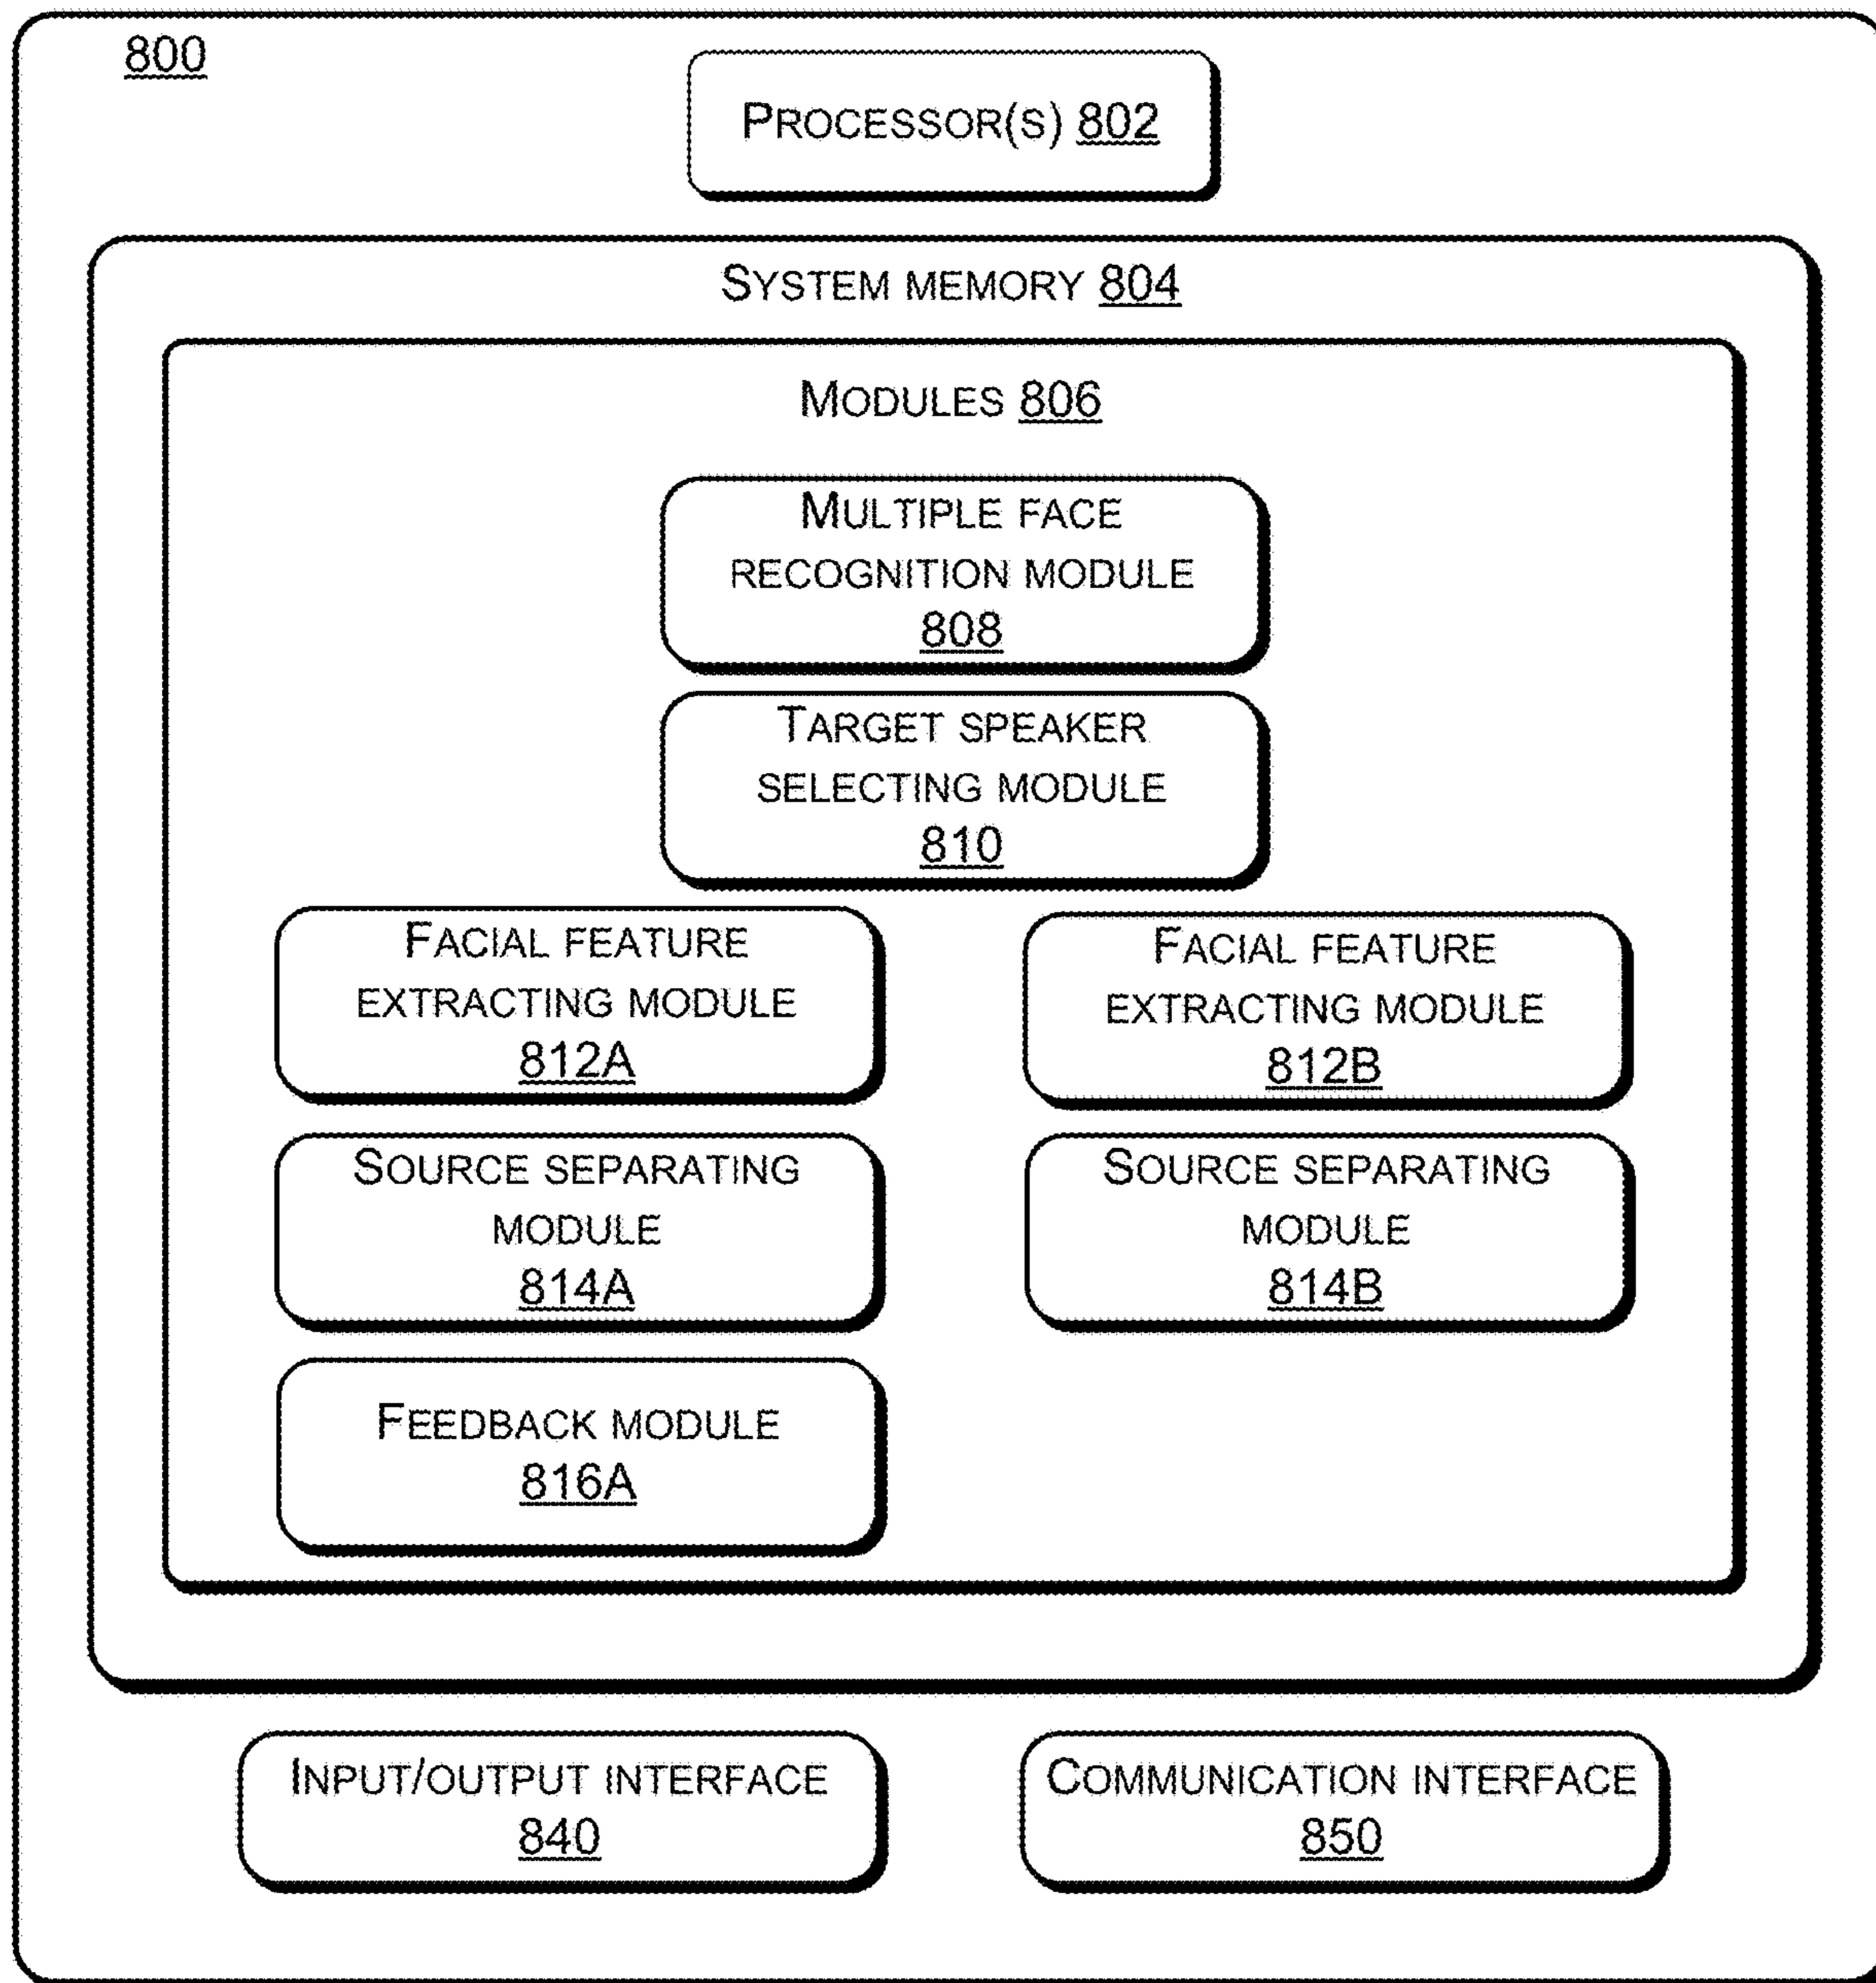 800
PROCESSOR(S) 802
SYSTEM MEMORY 804
MODULES 806
MULTIPLE FACE
RECOGNITION MODULE
808
TARGET SPEAKER
SELECTING MODULE
810
FACIAL FEATURE
EXTRACTING MODULE
812A
FACIAL FEATURE
EXTRACTING MODULE
812B
SOURCE SEPARATING
MODULE
814A
SOURCE SEPARATING
MODULE
814B
FEEDBACK MODULE
816A
INPUT/OUTPUT INTERFACE
840
COMMUNICATION INTERFACE
850